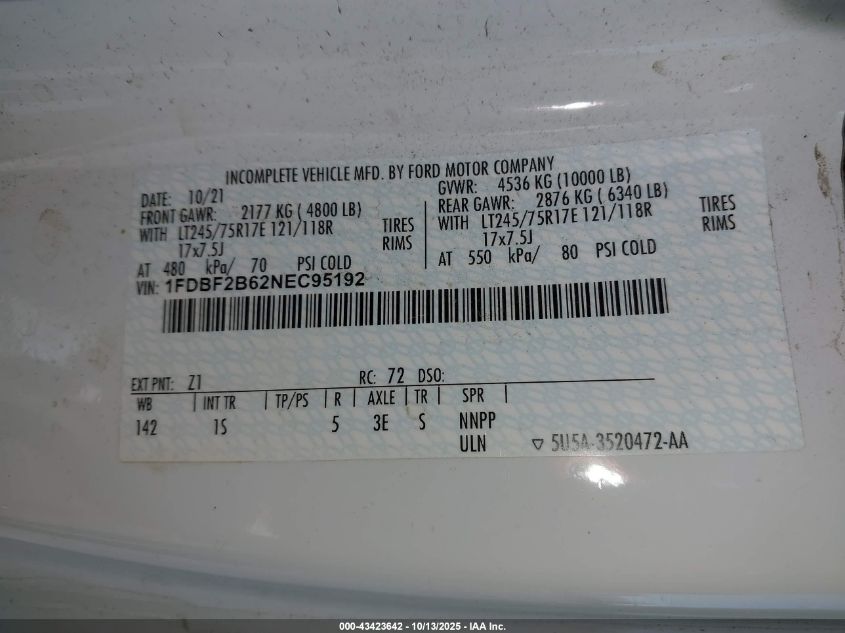 INCOMPLETE VEHICLE MFD. BY FORD MOTOR COMPANY
DATE: 10/21
GVWR: 4536 KG (10000 LB)
FRONT GAWR: 2177 KG ( 4800 LB)
REAR GAWR: 2876 KG ( 6340 LB)
WITH LT245/75R17E 121/118R TIRES
WITH LT245/75R17E 121/118R TIRES
17x7.5J RIMS
17x7.5J RIMS
AT 480 kPa/ 70 PSI COLD
AT 550 kPa/ 80 PSI COLD
VIN: 1FDBF2B62NEC95192
EXT PNT: Z1 RC: 72 DSO:
WB | INT TR | TP/PS | R | AXLE | TR | SPR |
142 1S 5 3E S NNPP
ULN ▽ 5U5A-3520472-AA
000-43423642 - 10/13/2025 - IAA Inc.